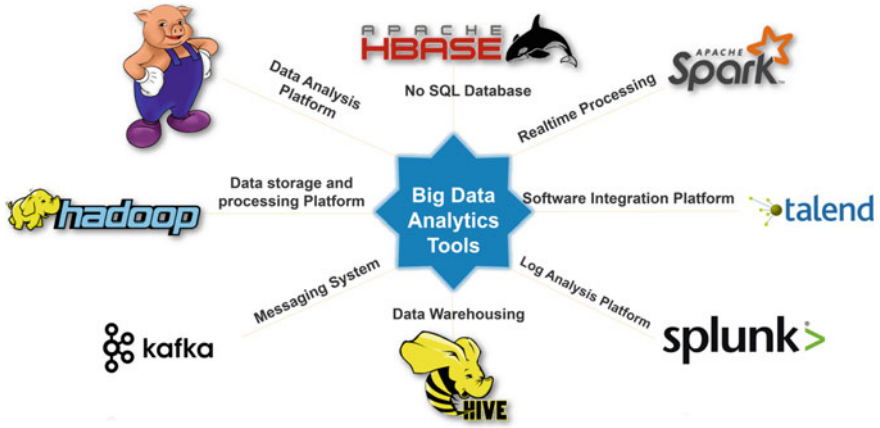 APACHE
HBASE
APACHE
Spark
TM
Data Analysis
Platform
No SQL Database
Realtime Processing
hadoop
Data storage and
processing Platform
Big Data
Analytics
Tools
Software Integration Platform
talend
Messaging System
Log Analysis Platform
kafka
Data Warehousing
HIVE
splunk>